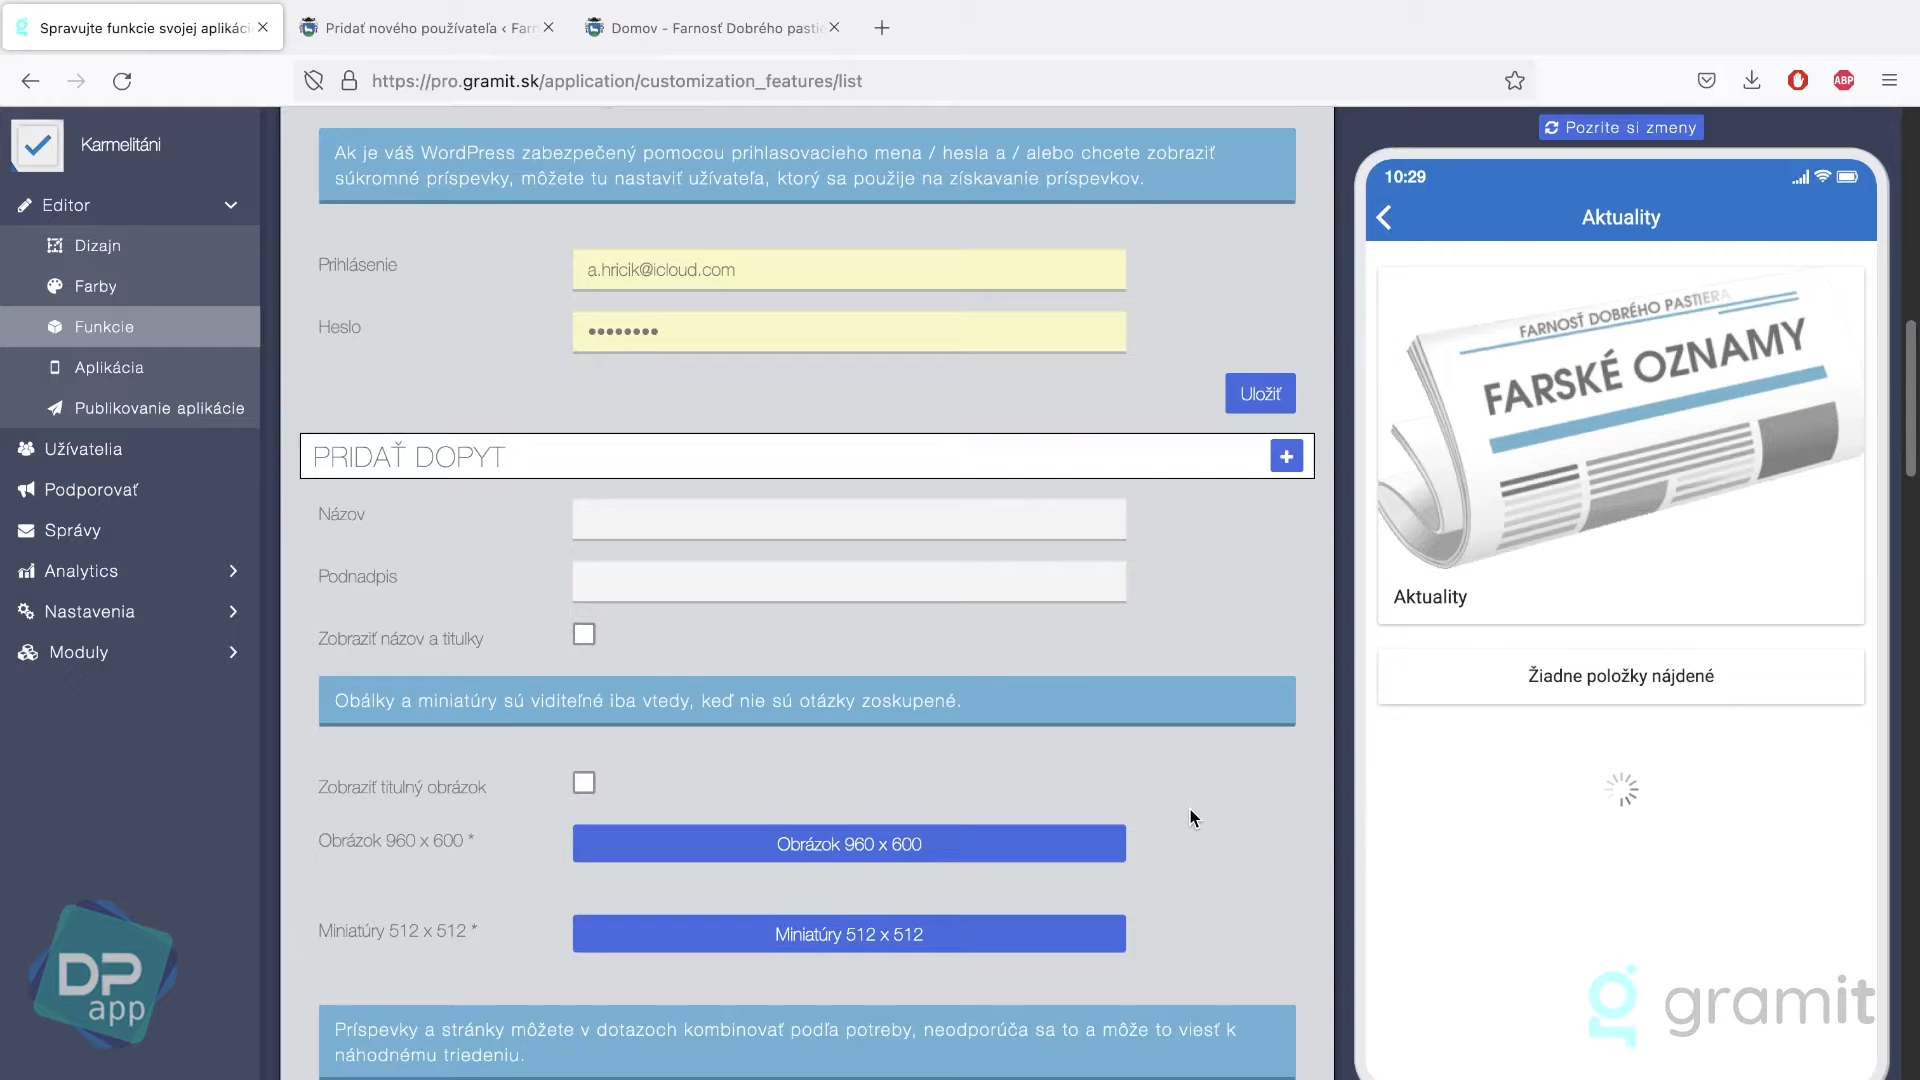 Spravujte funkcie svojej aplikáci
Pridať nového používateľa ‹ Farn
Domov - Farnosť Dobrého pastie
https://pro.gramit.sk/application/customization_features/list
ABP
Karmelitáni
Editor
Dizajn
Farby
Funkcie
Aplikácia
Publikovanie aplikácie
Užívatelia
Podporovať
Správy
Analytics
Nastavenia
Moduly
DP
app
Ak je váš WordPress zabezpečený pomocou prihlasovacieho mena / hesla a / alebo chcete zobraziť
súkromné príspevky, môžete tu nastaviť užívateľa, ktorý sa použije na získavanie príspevkov.
Prihlásenie
a.hricik@icloud.com
Heslo
••••••••
Uložiť
PRIDAŤ DOPYT
Názov
Podnadpis
Zobraziť názov a titulky
Obálky a miniatúry sú viditeľné iba vtedy, keď nie sú otázky zoskupené.
Zobraziť titulný obrázok
Obrázok 960 x 600 *
Obrázok 960 x 600
Miniatúry 512 x 512 *
Miniatúry 512 x 512
Príspevky a stránky môžete v dotazoch kombinovať podľa potreby, neodporúča sa to a môže to viesť k
náhodnému triedeniu.
Pozrite si zmeny
10:29
Aktuality
FARNOSŤ DOBRÉHO PASTIERA
FARSKÉ OZNAMY
Aktuality
Žiadne položky nájdené
gramit